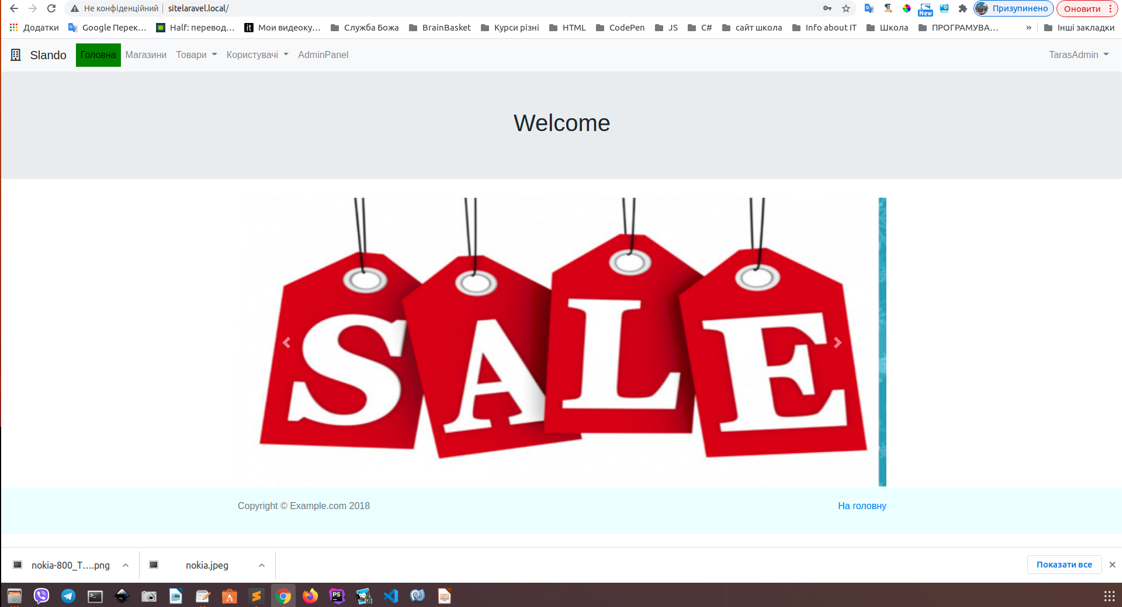 Не конфіденційний | sitelaravel.local/
Призупинено
Оновити
Додатки Google Перек… Half: перевод… Мои видеоку… Служба Божа BrainBasket Курси різні HTML CodePen JS C# сайт школа Info about IT Школа ПРОГРАМУВА… » Інші закладки
New
Slando Головна Магазини Товари Користувачі AdminPanel TarasAdmin
Welcome
SALE
Copyright © Example.com 2018 На головну
nokia-800_T….png nokia.jpeg Показати все